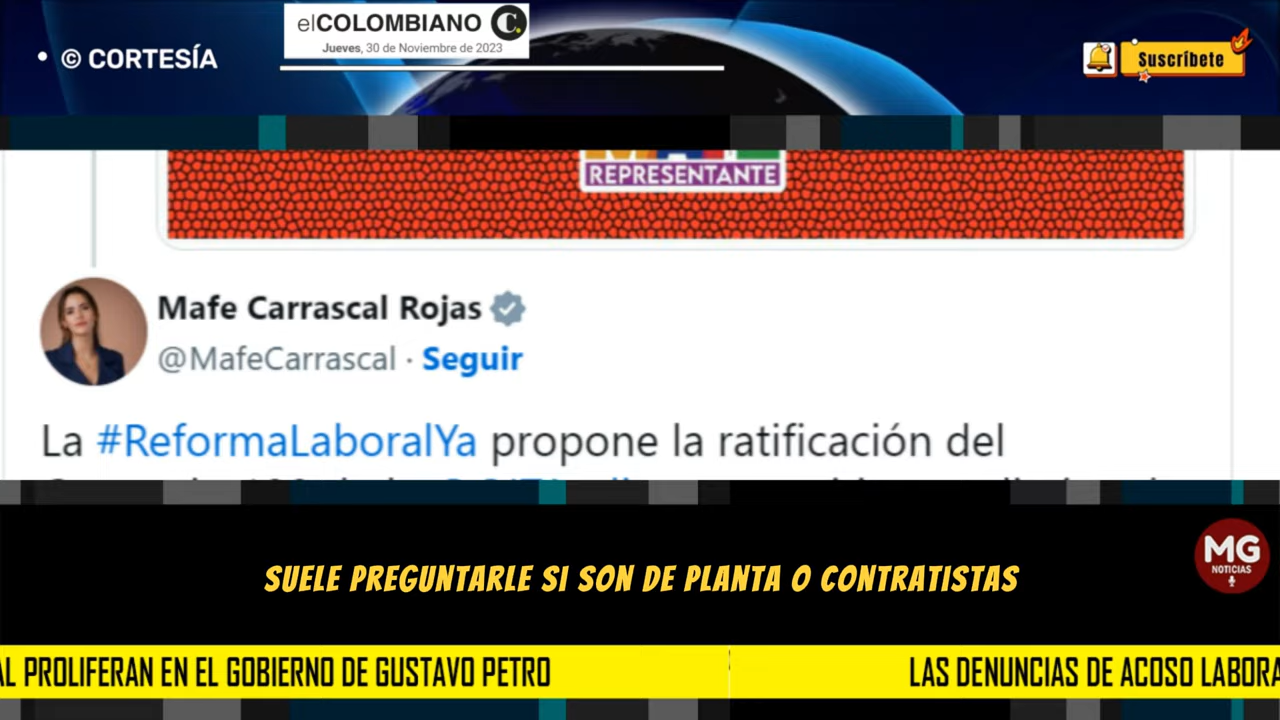 elCOLOMBIANO C.
Jueves, 30 de Noviembre de 2023
• © CORTESÍA
Suscríbete
REPRESENTANTE
Mafe Carrascal Rojas
@MafeCarrascal · Seguir
La #ReformaLaboralYa propone la ratificación del
SUELE PREGUNTARLE SI SON DE PLANTA O CONTRATISTAS
MG
NOTICIAS
AL PROLIFERAN EN EL GOBIERNO DE GUSTAVO PETRO
LAS DENUNCIAS DE ACOSO LABORA